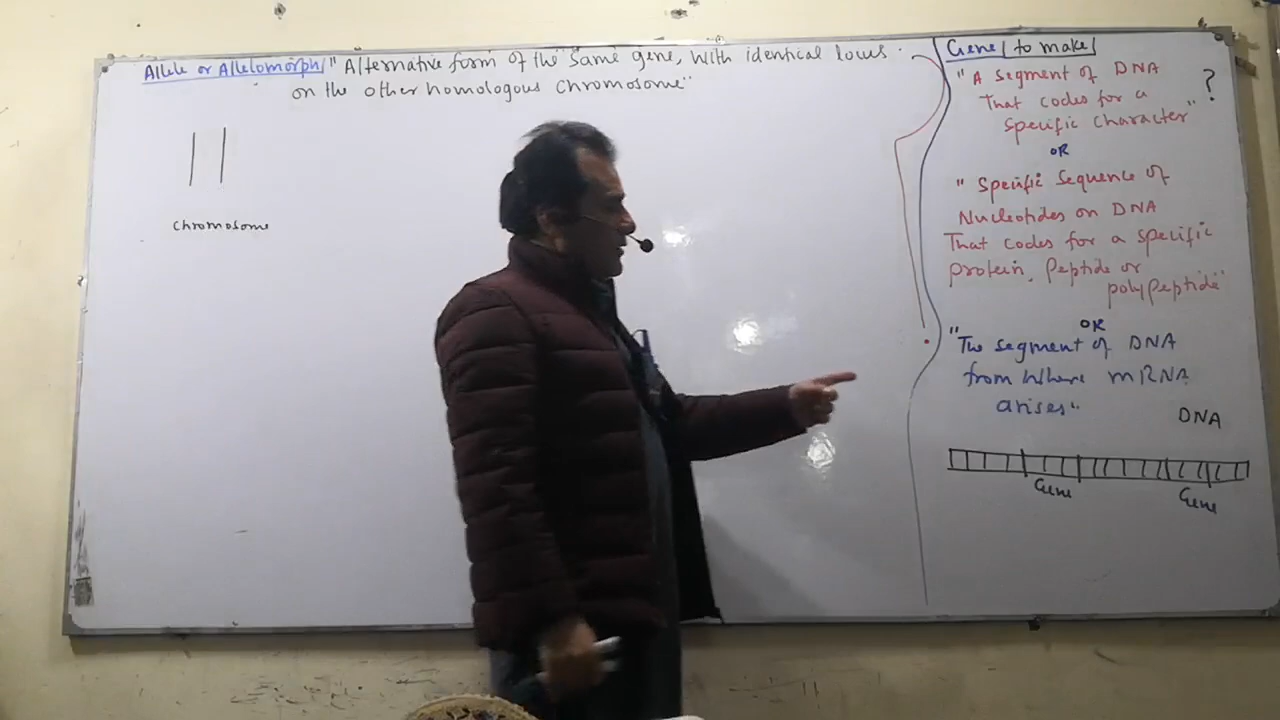 Allele or Allelomorph "Alternative form of the "same gene, with identical locus
on the other homologous chromosome"
chromosome
Gene to make
"A segment of DNA
That codes for a
specific character" ?
OR
"Specific sequence of
Nucleotides on DNA
That codes for a specific
protein, Peptide or
polypeptide"
OR
"The segment of DNA
from where mRNA
arises"
DNA
Gene
Gene